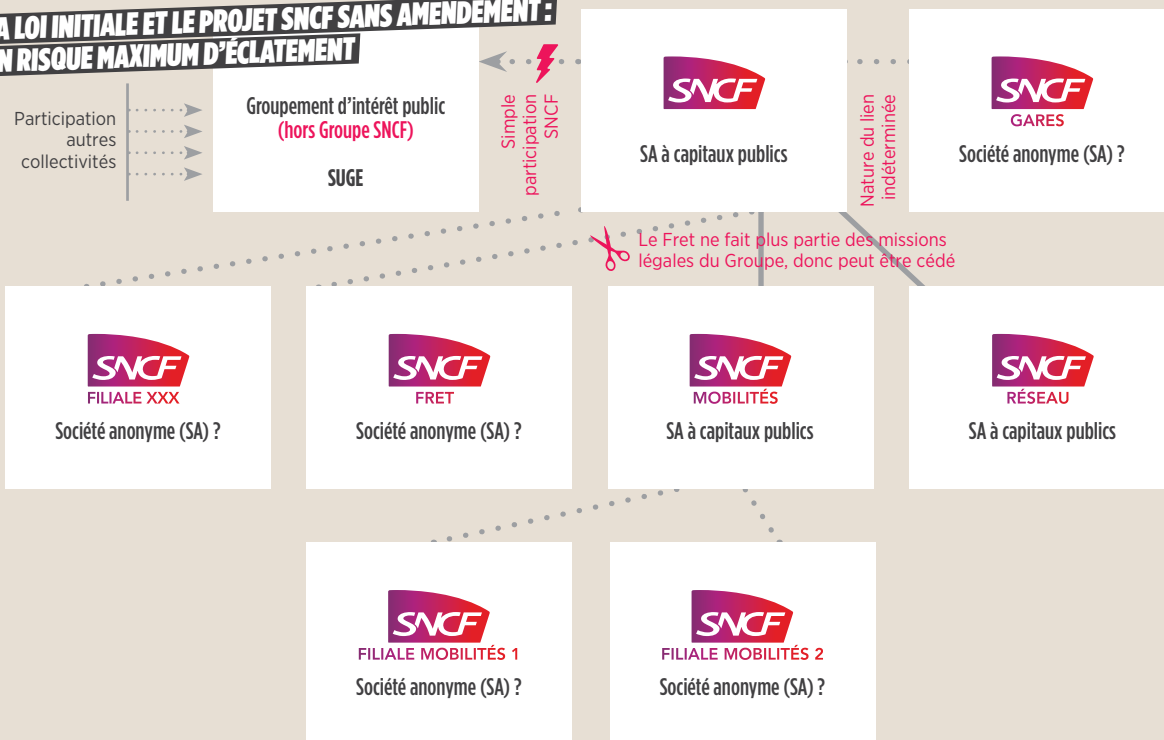 A LOI INITIALE ET LE PROJET SNCF SANS AMENDEMENT :
N RISQUE MAXIMUM D'ÉCLATEMENT
Participation
autres
collectivités
Groupement d'intérêt public
(hors Groupe SNCF)
SUGE
Simple
participation
SNCF
SNCF
SA à capitaux publics
Nature du lien
indéterminée
SNCF
GARES
Société anonyme (SA) ?
Le Fret ne fait plus partie des missions
légales du Groupe, donc peut être cédé
SNCF
FILIALE XXX
Société anonyme (SA) ?
SNCF
FRET
Société anonyme (SA) ?
SNCF
MOBILITÉS
SA à capitaux publics
SNCF
RÉSEAU
SA à capitaux publics
SNCF
FILIALE MOBILITÉS 1
Société anonyme (SA) ?
SNCF
FILIALE MOBILITÉS 2
Société anonyme (SA) ?